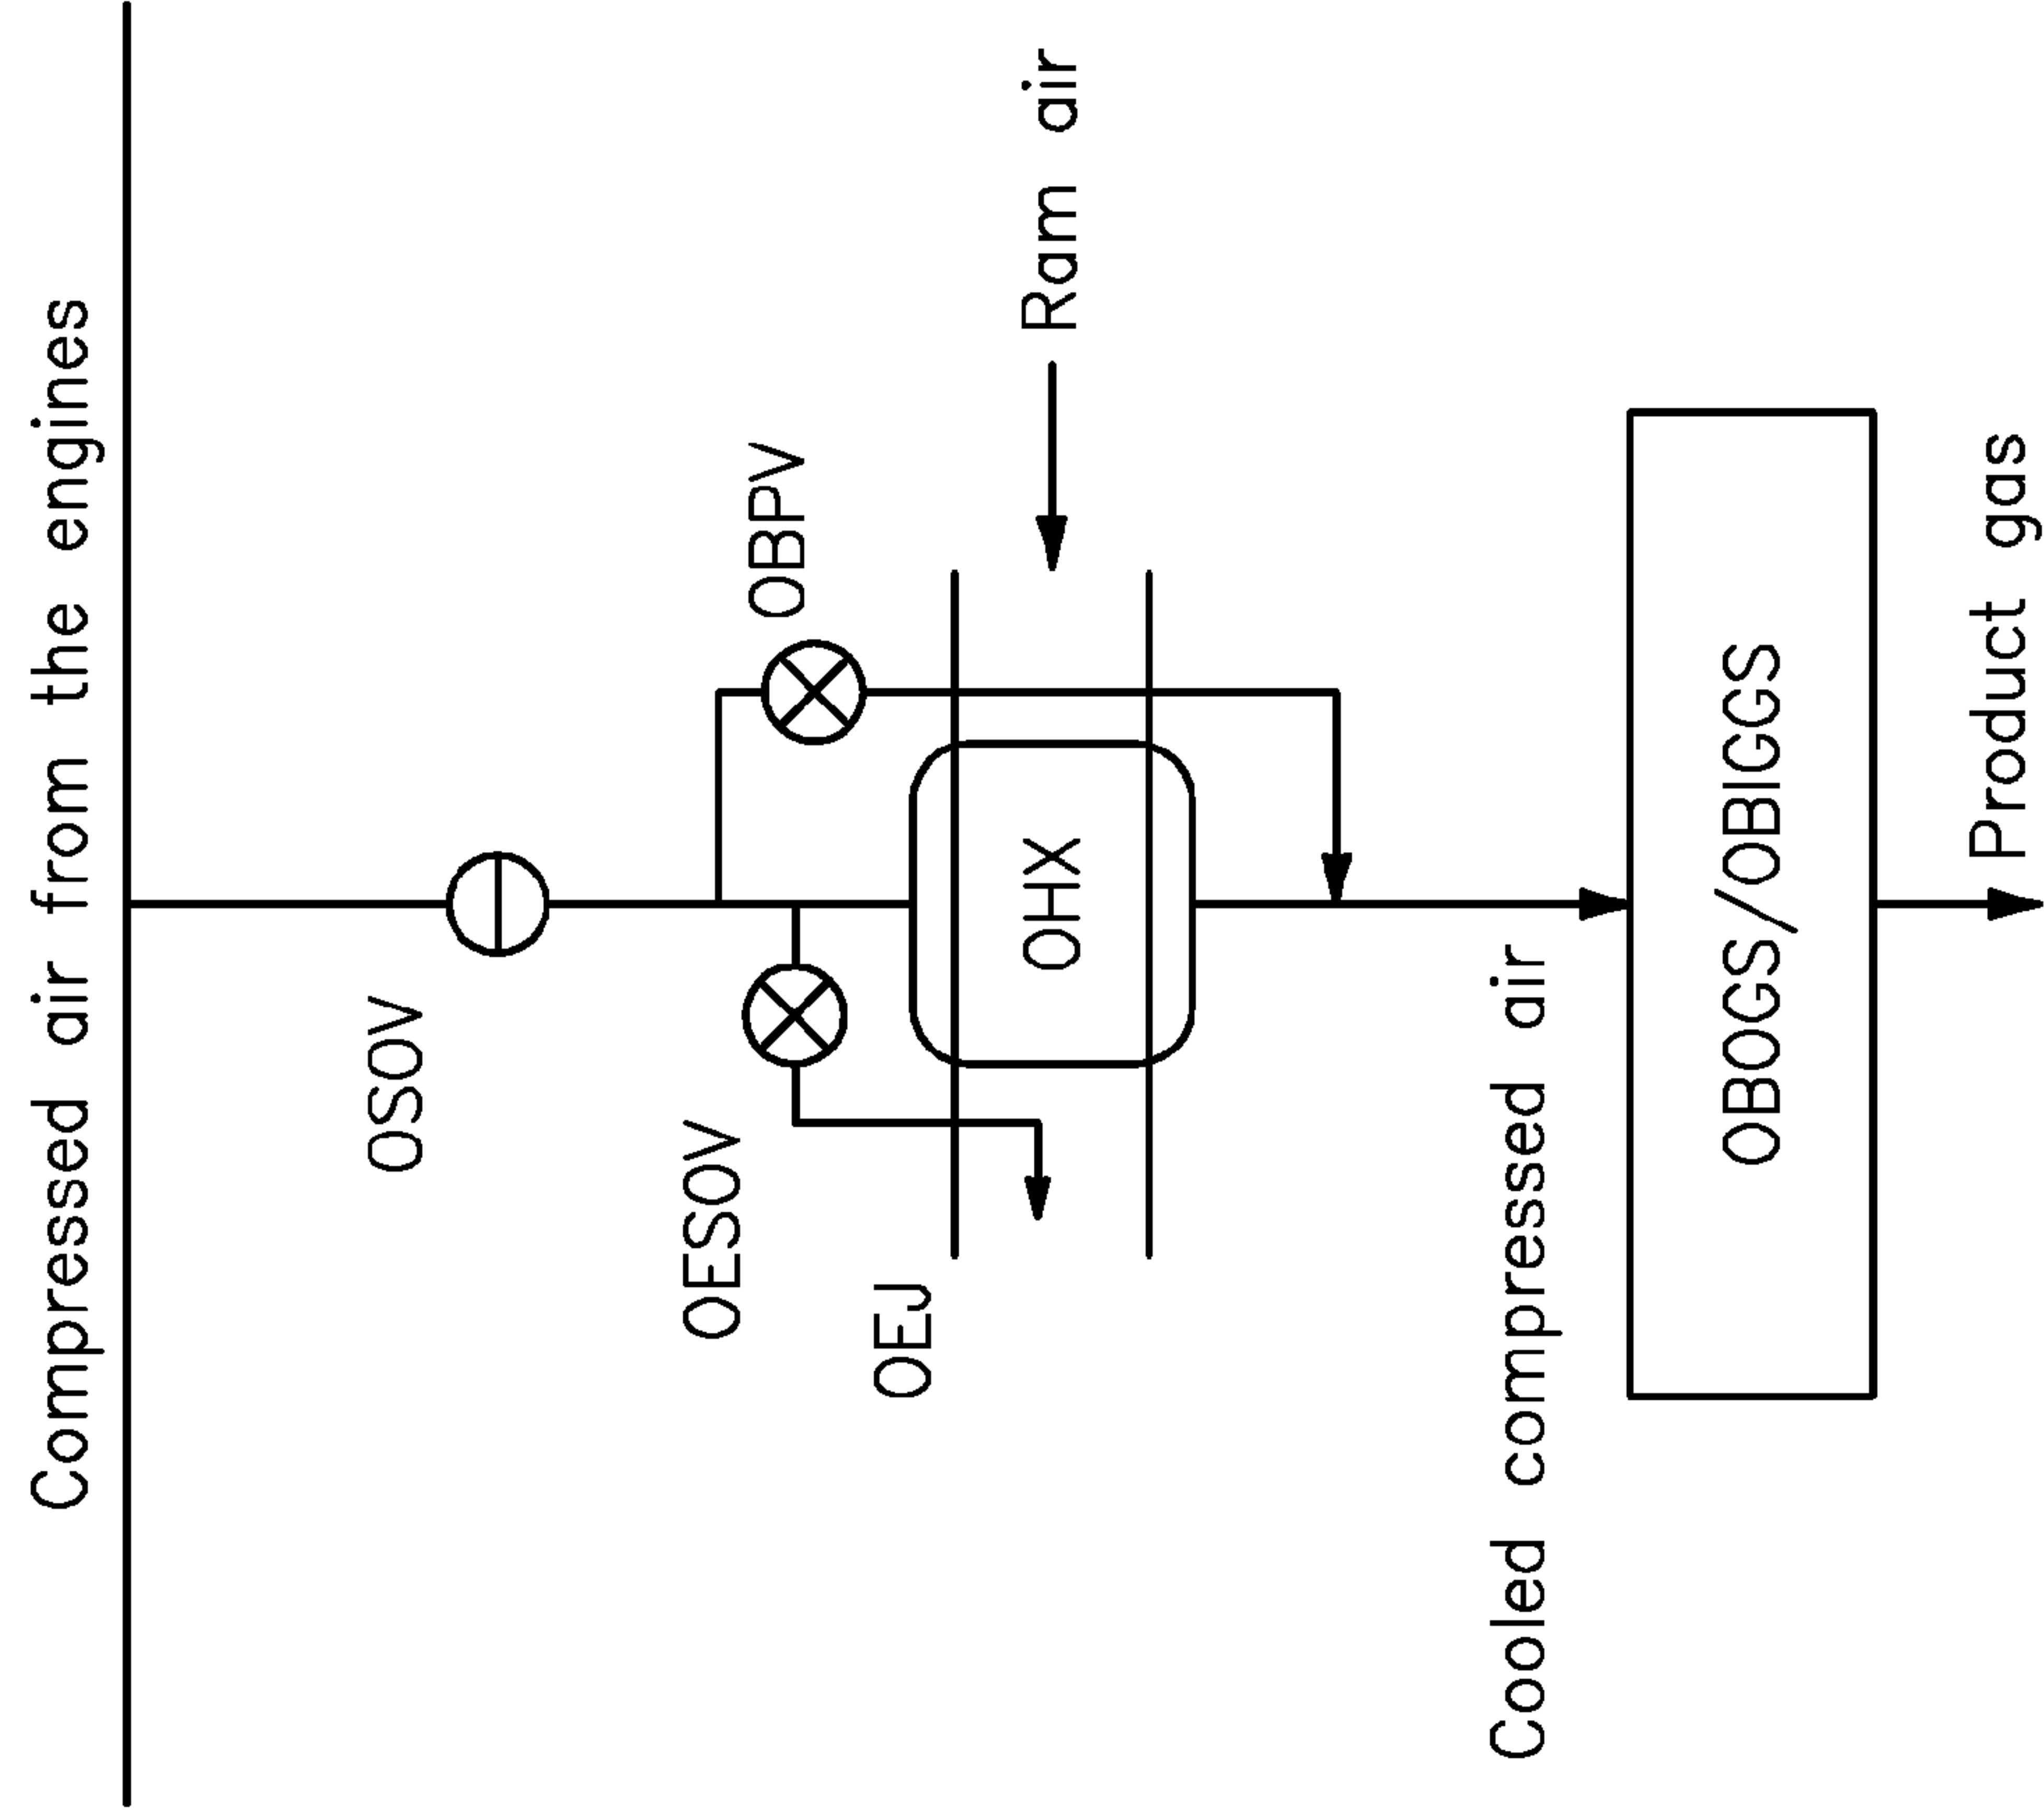 Compressed air from the engines
OSOV
OESOV
OBPV
OEJ
OHX
Ram air
Cooled compressed air
OBOGS/OBIGGS
Product gas